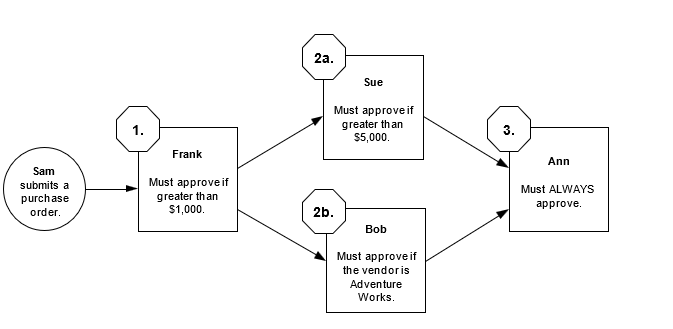 Sam
submits a
purchase
order.
1.
Frank
Must approve if
greater than
$1,000.
2a.
Sue
Must approve if
greater than
$5,000.
2b.
Bob
Must approve if
the vendor is
Adventure
Works.
3.
Ann
Must ALWAYS
approve.